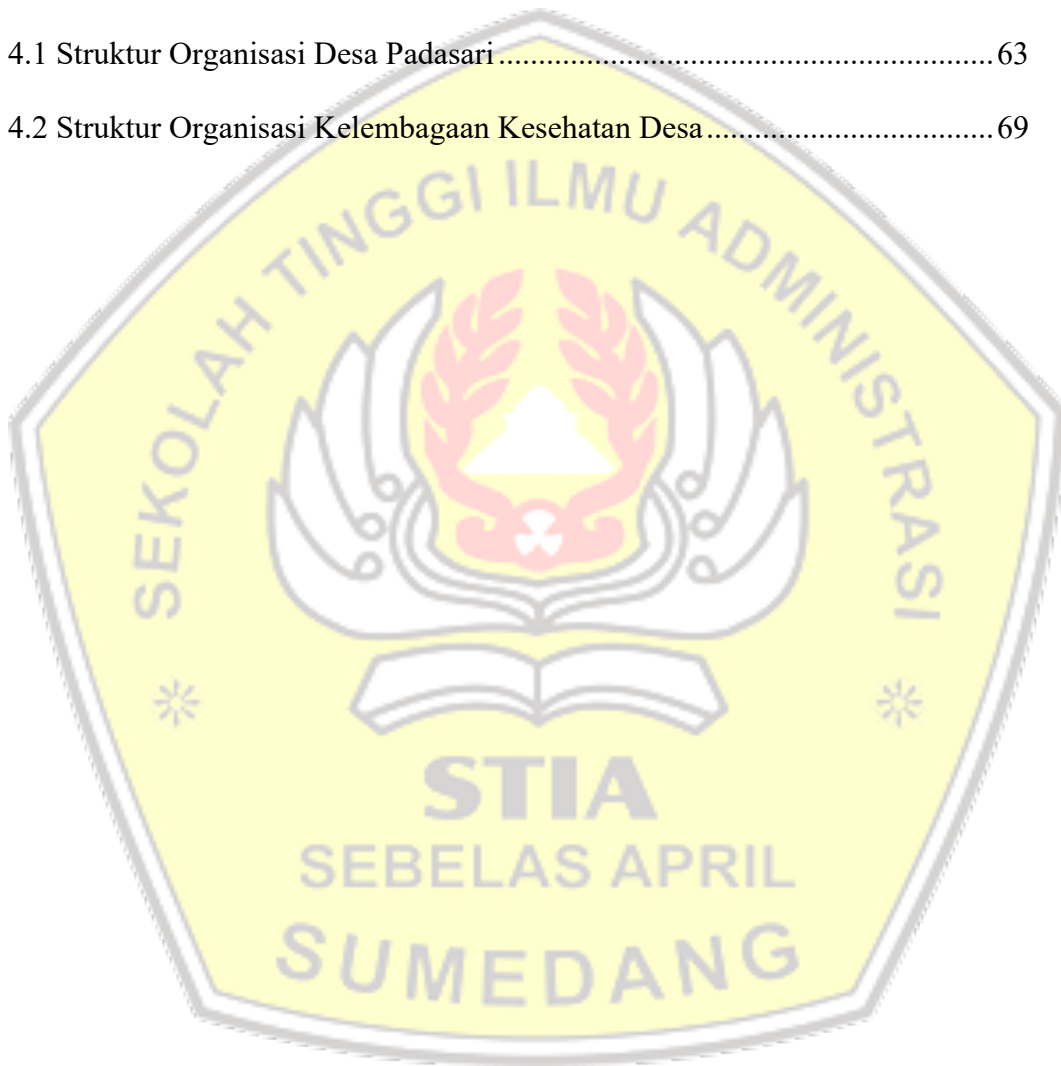 4.1 Struktur Organisasi Desa Padasari.............................................................. 63
4.2 Struktur Organisasi Kelembagaan Kesehatan Desa.................................... 69
SEKOLAH TINGGI ILMU ADMINISTRASI
STIA
SEBELAS APRIL
SUMEDANG